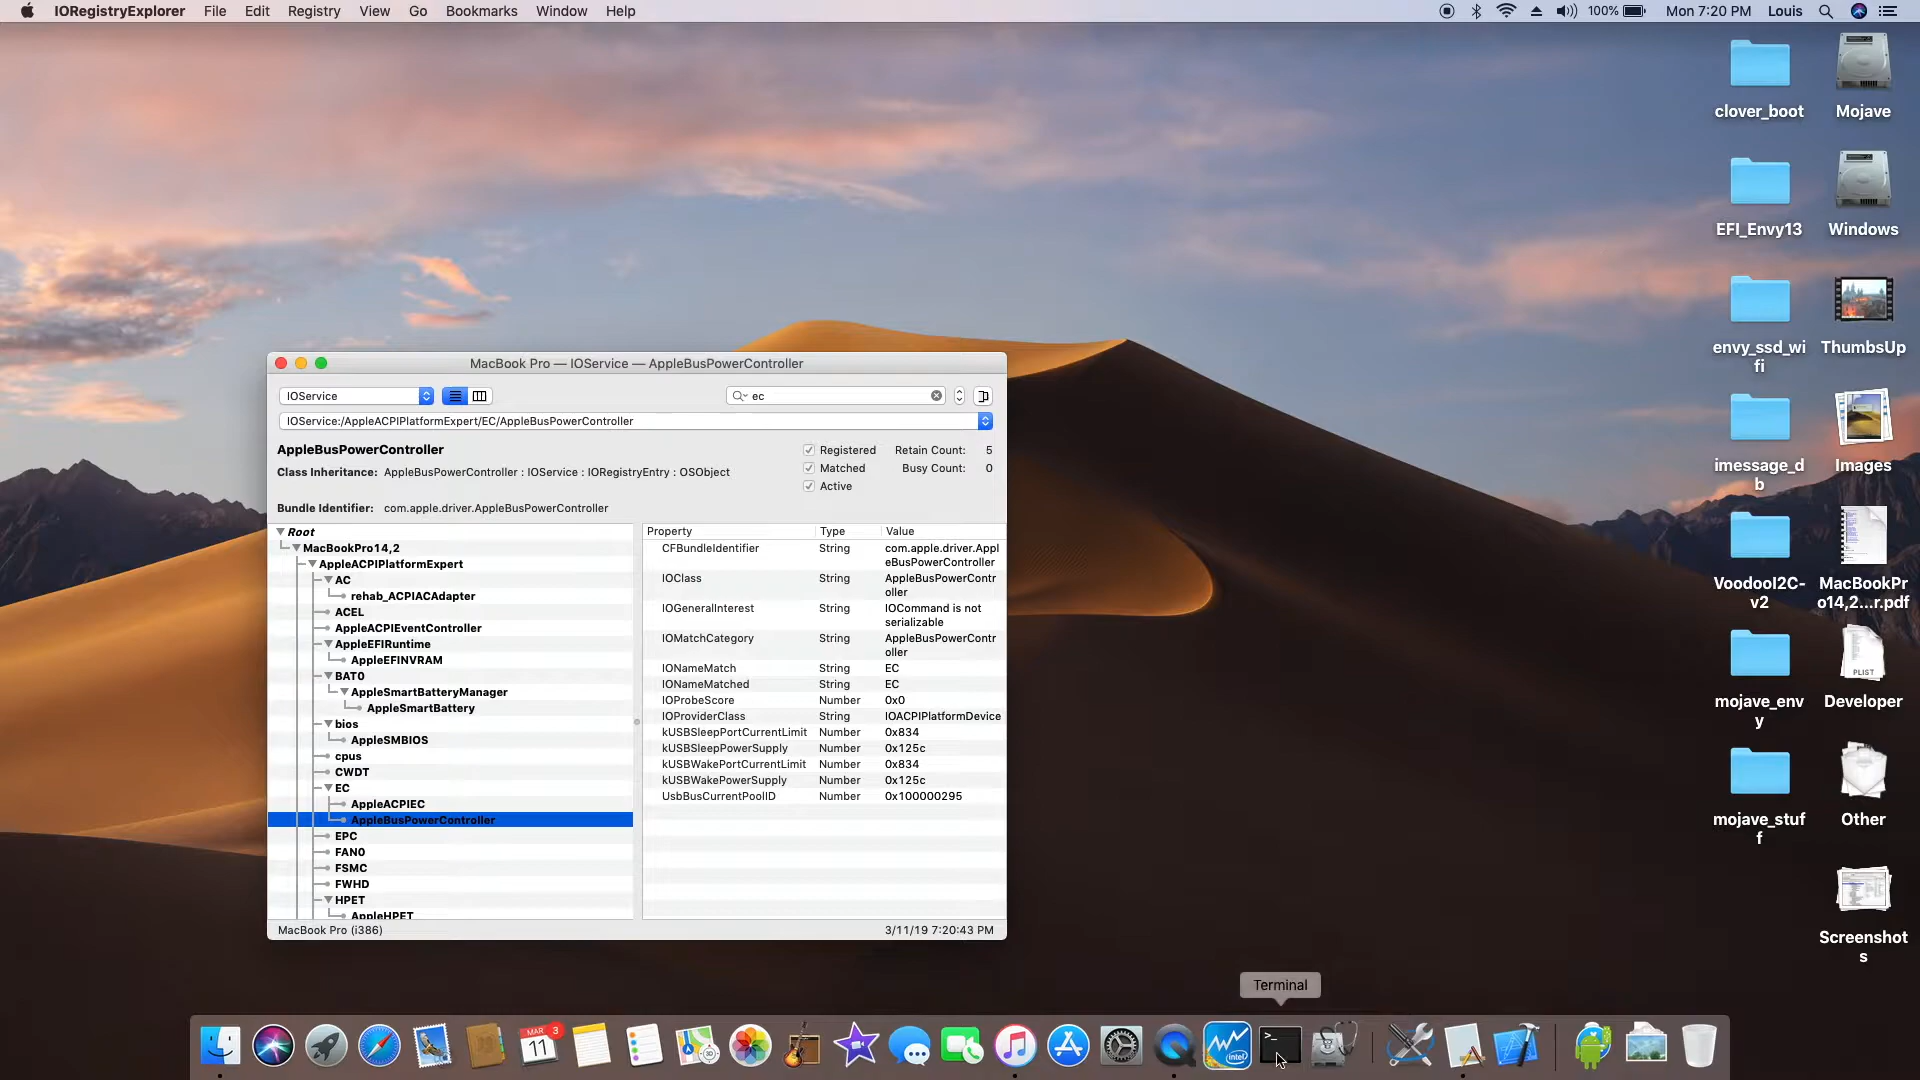 IORegistryExplorer File Edit Registry View Go Bookmarks Window Help 100% Mon 7:20 PM Louis
clover_boot
Mojave
EFI_Envy13
Windows
envy_ssd_wi
fi
ThumbsUp
imessage_d
b
Images
VoodooI2C-
v2
MacBookPr
o14,2...r.pdf
mojave_env
y
PLIST
Developer
mojave_stuf
f
Other
Screenshot
s
MacBook Pro — IOService — AppleBusPowerController
IOService
ec
IOService:/AppleACPIPlatformExpert/EC/AppleBusPowerController
AppleBusPowerController
Registered Retain Count: 5
Class Inheritance: AppleBusPowerController : IOService : IORegistryEntry : OSObject
Matched Busy Count: 0
Active
Bundle Identifier: com.apple.driver.AppleBusPowerController
Root
MacBookPro14,2
AppleACPIPlatformExpert
AC
rehab_ACPIACAdapter
ACEL
AppleACPIEventController
AppleEFIRuntime
AppleEFINVRAM
BAT0
AppleSmartBatteryManager
AppleSmartBattery
bios
AppleSMBIOS
cpus
CWDT
EC
AppleACPIEC
AppleBusPowerController
EPC
FAN0
FSMC
FWHD
HPET
AppleHPET
Property Type Value
CFBundleIdentifier String com.apple.driver.Appl
eBusPowerController
IOClass String AppleBusPowerContr
oller
IOGeneralInterest String IOCommand is not
serializable
IOMatchCategory String AppleBusPowerContr
oller
IONameMatch String EC
IONameMatched String EC
IOProbeScore Number 0x0
IOProviderClass String IOACPIPlatformDevice
kUSBSleepPortCurrentLimit Number 0x834
kUSBSleepPowerSupply Number 0x125c
kUSBWakePortCurrentLimit Number 0x834
kUSBWakePowerSupply Number 0x125c
UsbBusCurrentPoolID Number 0x100000295
MacBook Pro (i386) 3/11/19 7:20:43 PM
Terminal
MAR 3
11
3D
intel
>_